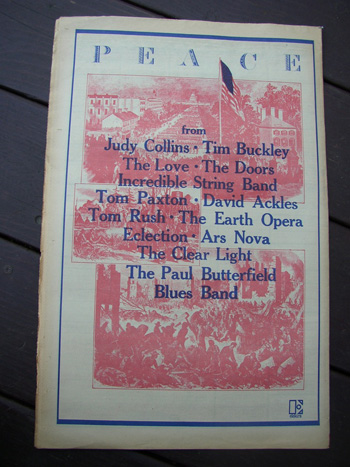 PEACE
from
Judy Collins • Tim Buckley
The Love • The Doors
Incredible String Band
Tom Paxton • David Ackles
Tom Rush • The Earth Opera
Eclection • Ars Nova
The Clear Light
The Paul Butterfield
Blues Band